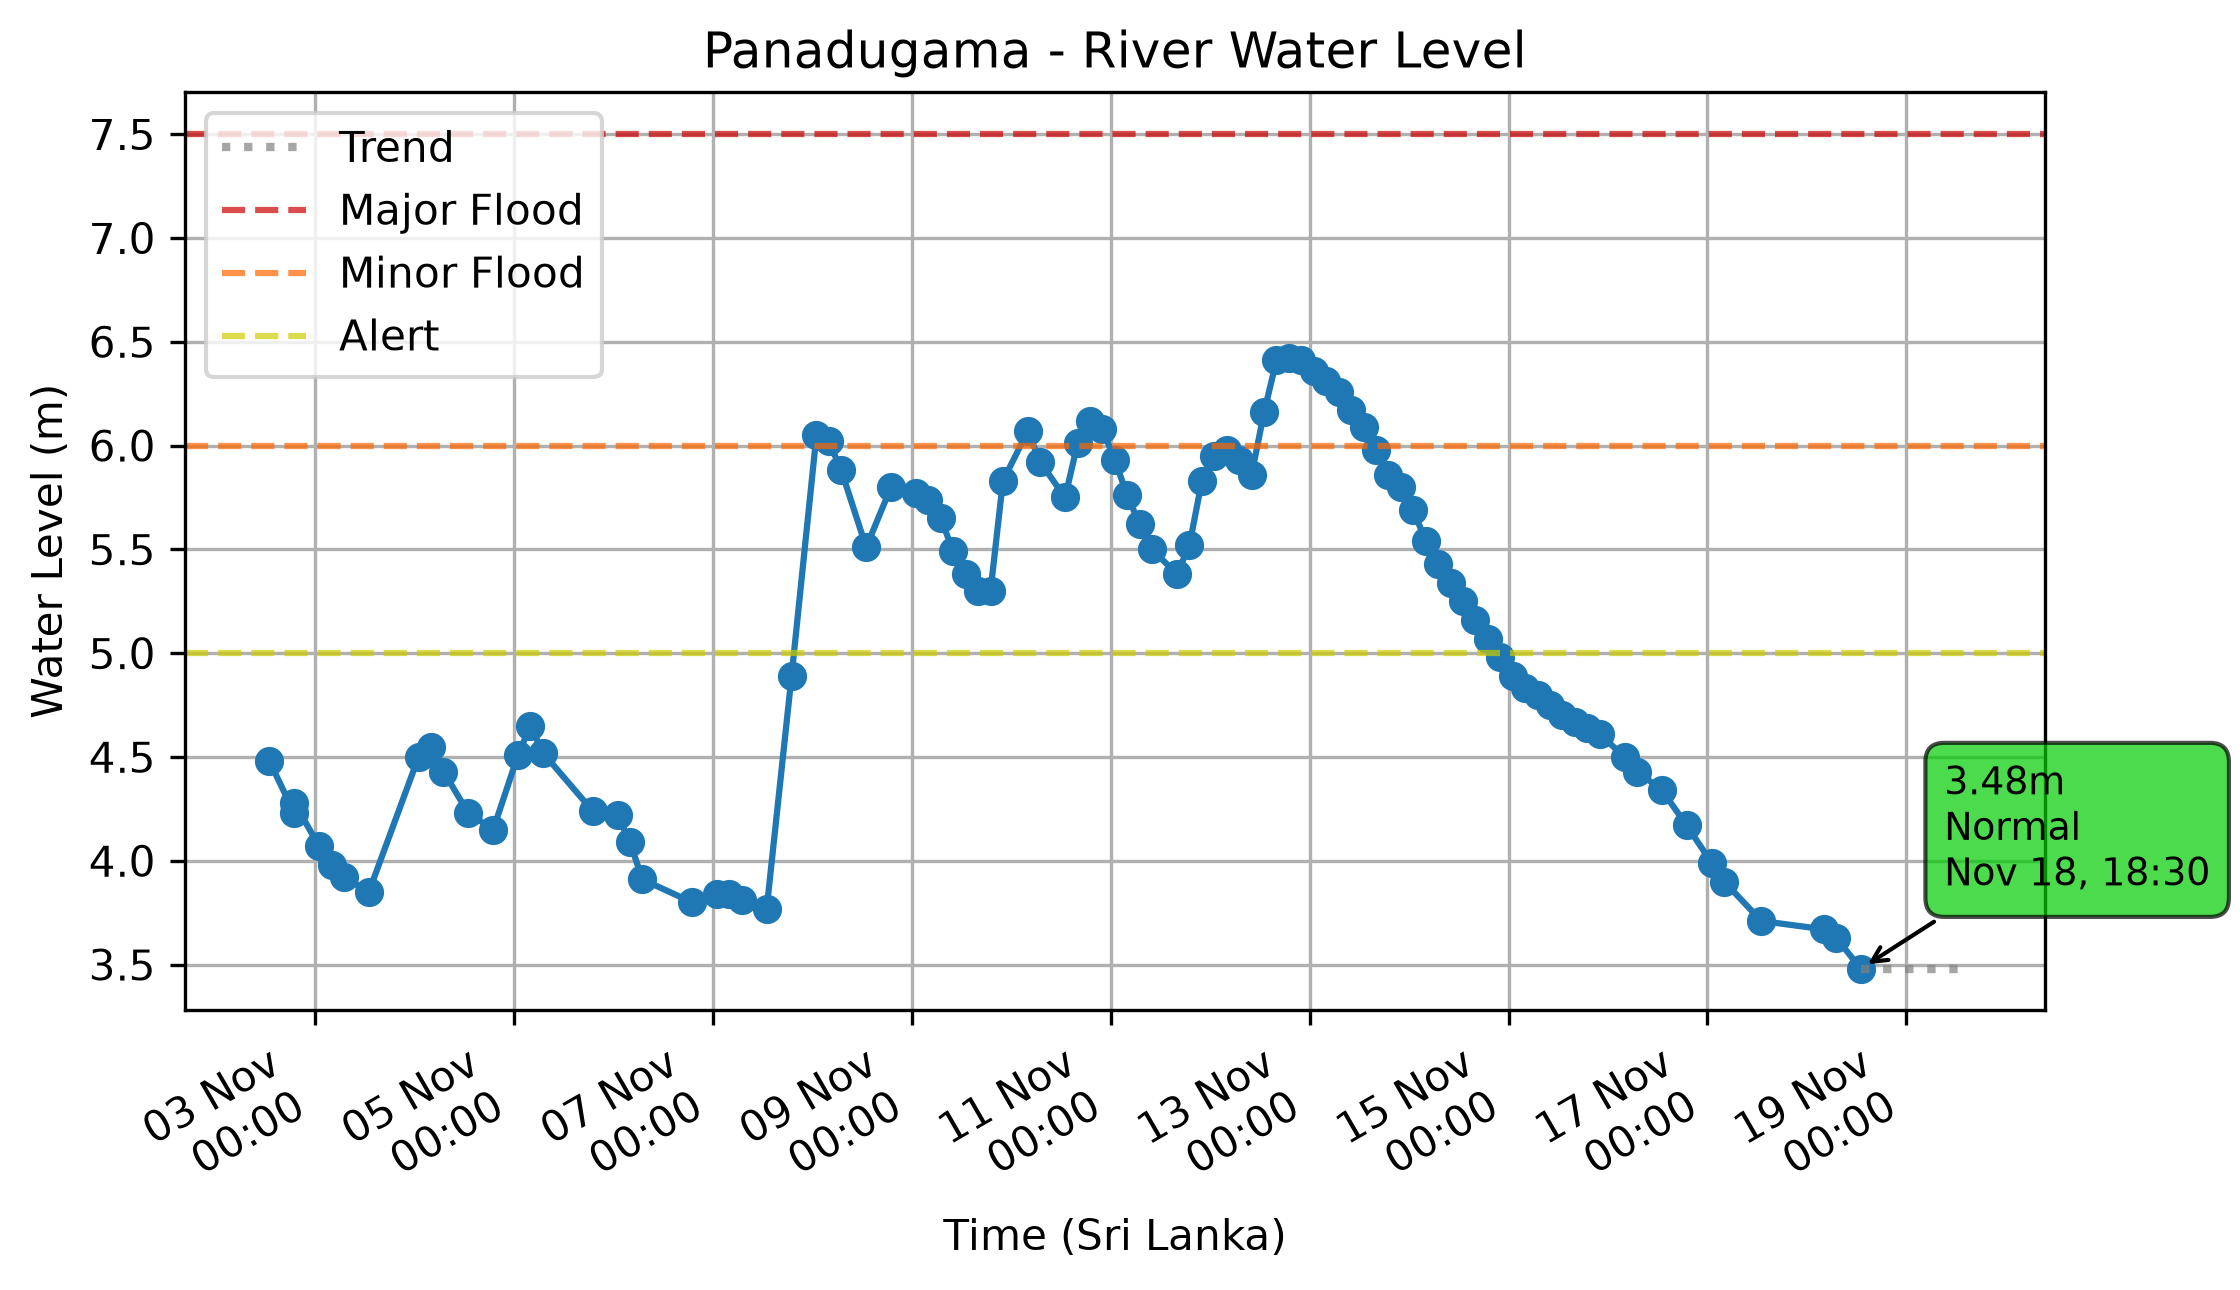 Panadugama - River Water Level
Trend
Major Flood
Minor Flood
Alert
7.5
7.0
6.5
6.0
5.5
5.0
4.5
4.0
3.5
Water Level (m)
3.48m
Normal
Nov 18, 18:30
03 Nov
00:00
05 Nov
00:00
07 Nov
00:00
09 Nov
00:00
11 Nov
00:00
13 Nov
00:00
15 Nov
00:00
17 Nov
00:00
19 Nov
00:00
Time (Sri Lanka)